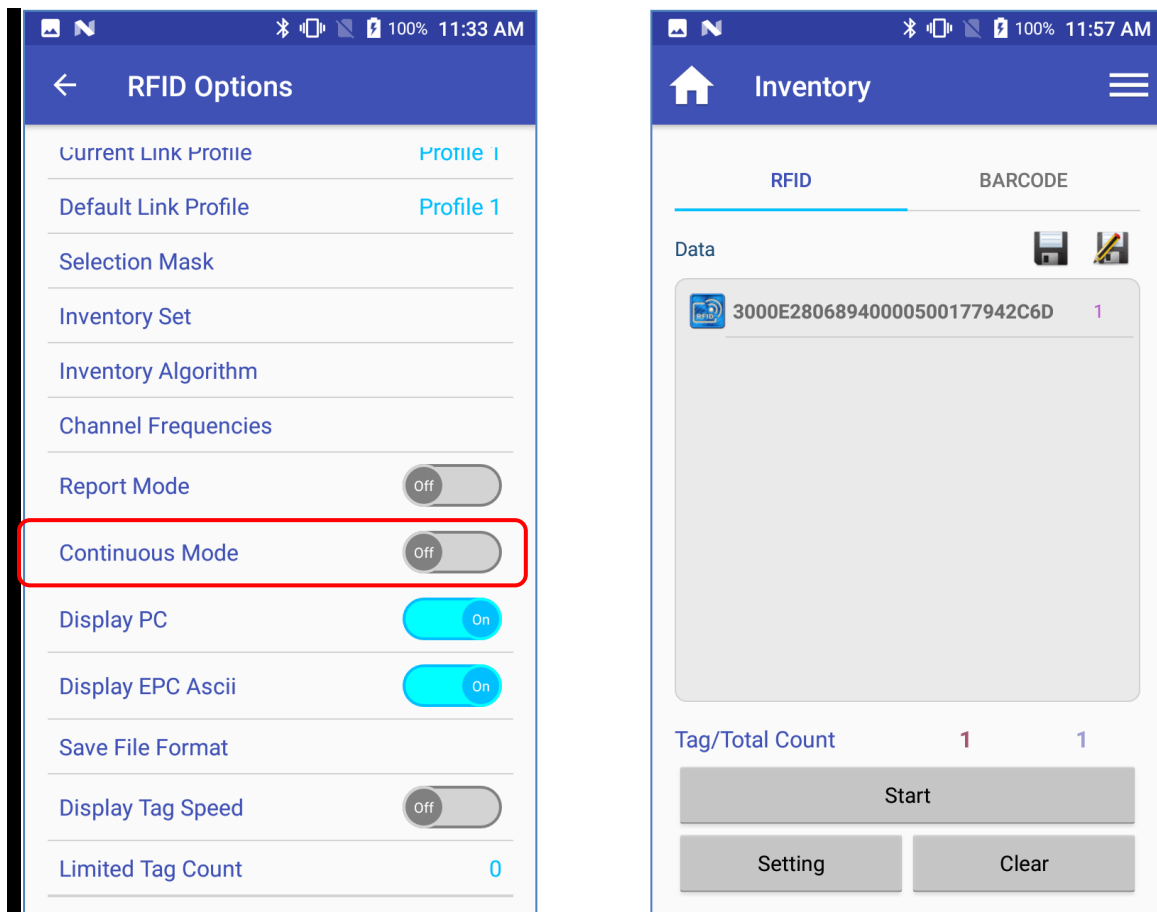 100% 11:33 AM
RFID Options
Current Link Profile Profile 1
Default Link Profile Profile 1
Selection Mask
Inventory Set
Inventory Algorithm
Channel Frequencies
Report Mode Off
Continuous Mode Off
Display PC On
Display EPC Ascii On
Save File Format
Display Tag Speed Off
Limited Tag Count 0
100% 11:57 AM
Inventory
RFID BARCODE
Data
RFID 3000E2806894000050017794​2C6D 1
Tag/Total Count 1 1
Start
Setting Clear